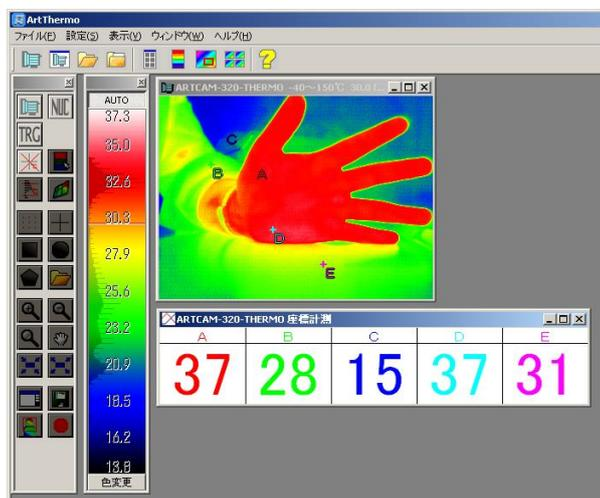 ArtThermo
ファイル(F) 設定(S) 表示(V) ウィンドウ(W) ヘルプ(H)
NUC
TRG
AUTO
37.3
35.0
32.6
30.3
27.9
25.6
23.2
20.9
18.5
16.2
13.8
色変更
ARTCAM-320-THERMO -40～150℃ 30.0
C
B
A
D
E
ARTCAM-320-THERMO 座標計測
A B C D E
37 28 15 37 31